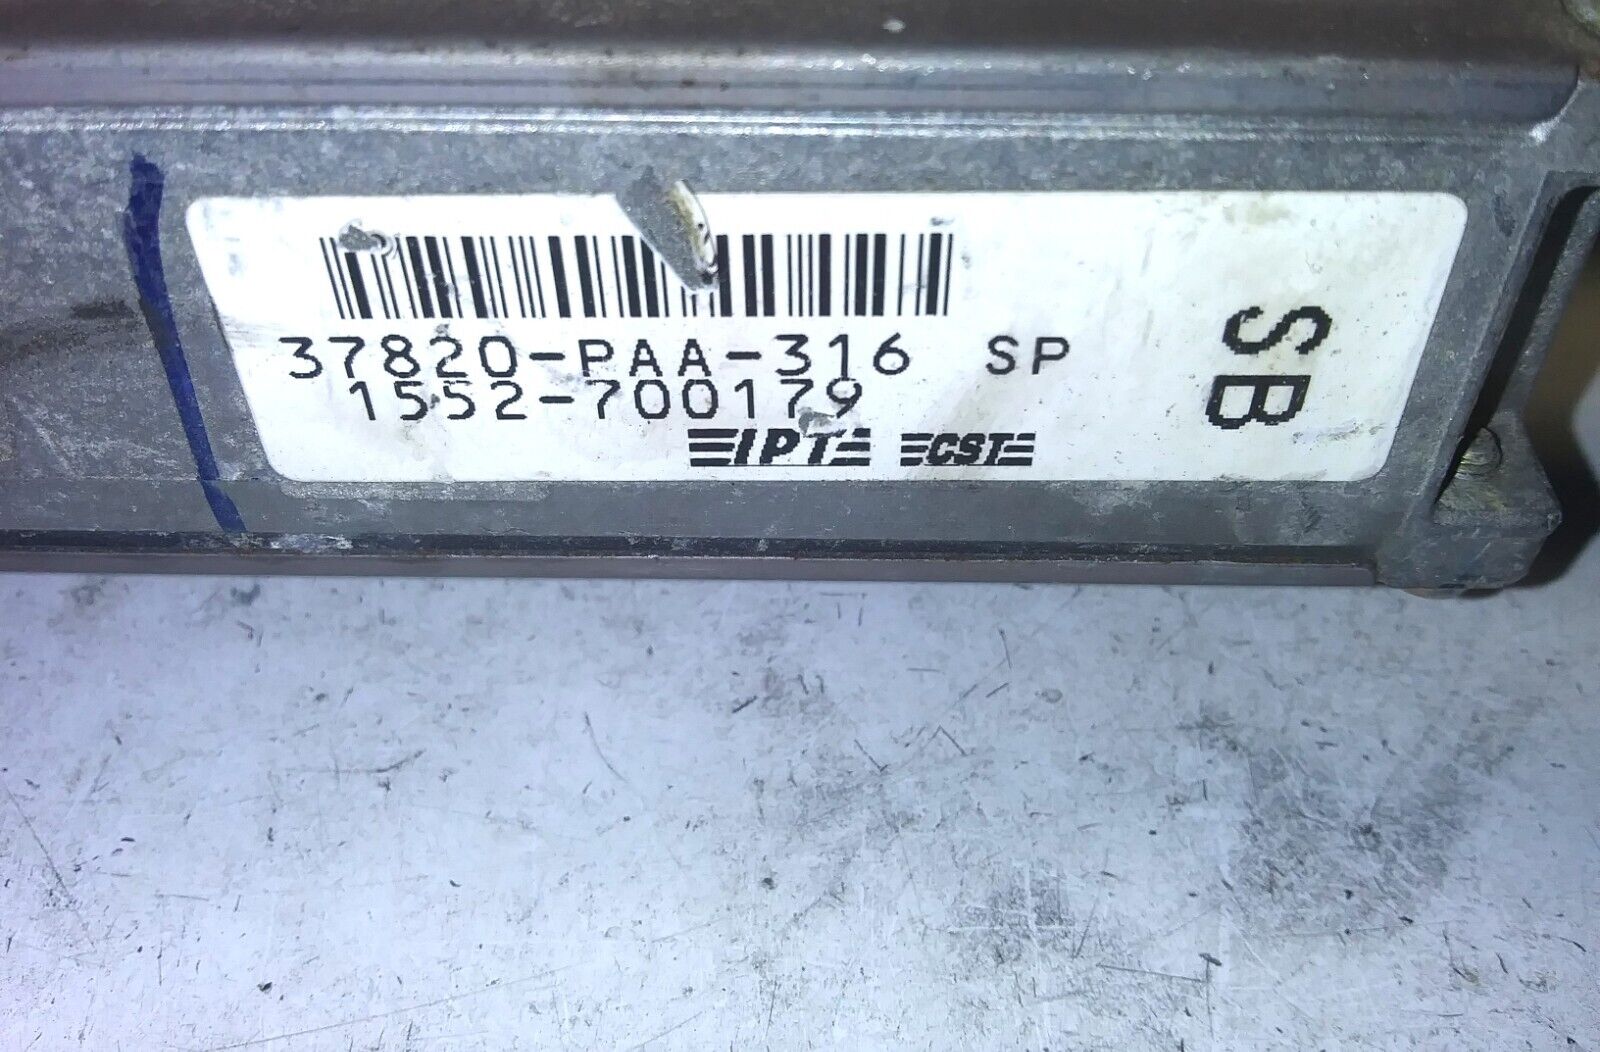 37820-PAA-316 SP
1552-700179
IPT CST
SB